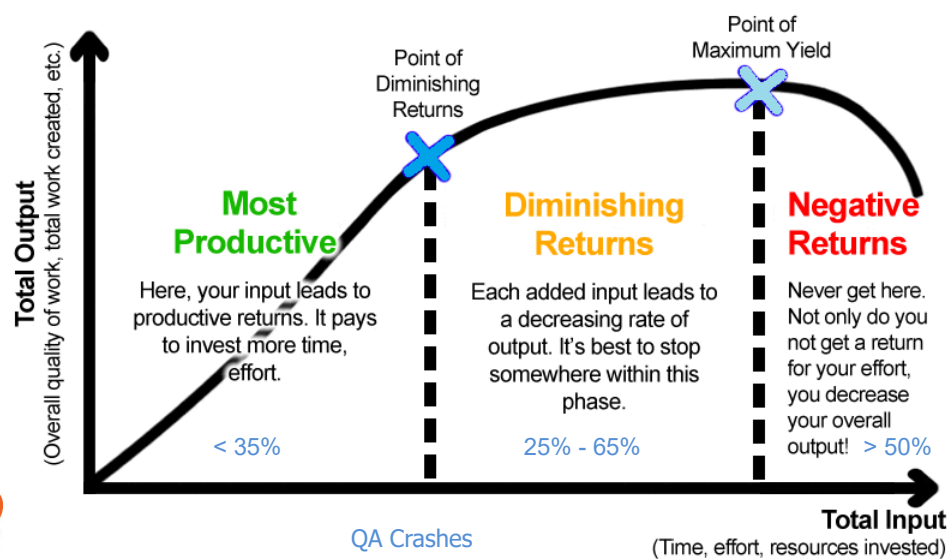 Total Output
(Overall quality of work, total work created, etc.)
Point of
Diminishing
Returns
Point of
Maximum Yield
Most
Productive
Here, your input leads to
productive returns. It pays
to invest more time,
effort.
< 35%
Diminishing
Returns
Each added input leads to
a decreasing rate of
output. It's best to stop
somewhere within this
phase.
25% - 65%
Negative
Returns
Never get here.
Not only do you
not get a return
for your effort,
you decrease
your overall
output! > 50%
Total Input
(Time, effort, resources invested)
QA Crashes